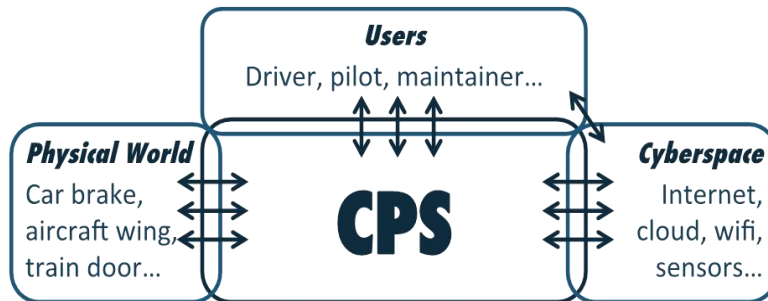 Users
Driver, pilot, maintainer...
Physical World
Car brake,
aircraft wing,
train door...
CPS
Cyberspace
Internet,
cloud, wifi,
sensors...